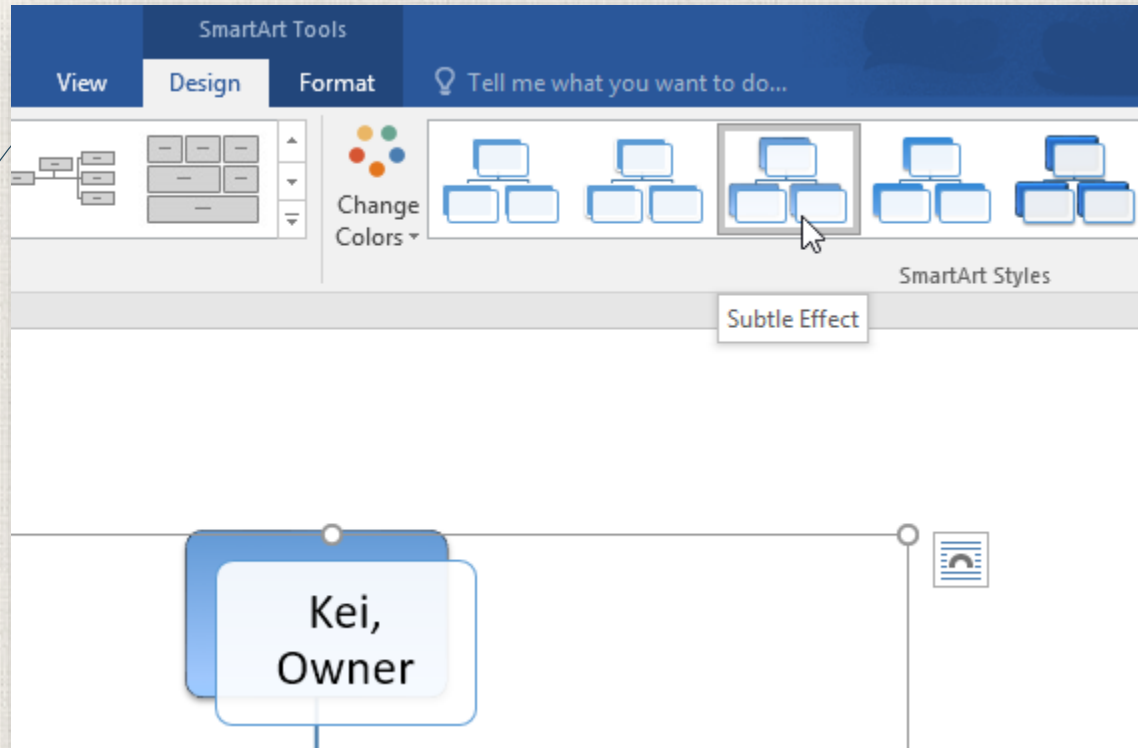 SmartArt Tools
View Design Format Tell me what you want to do...
Change
Colors
SmartArt Styles
Subtle Effect
Kei,
Owner